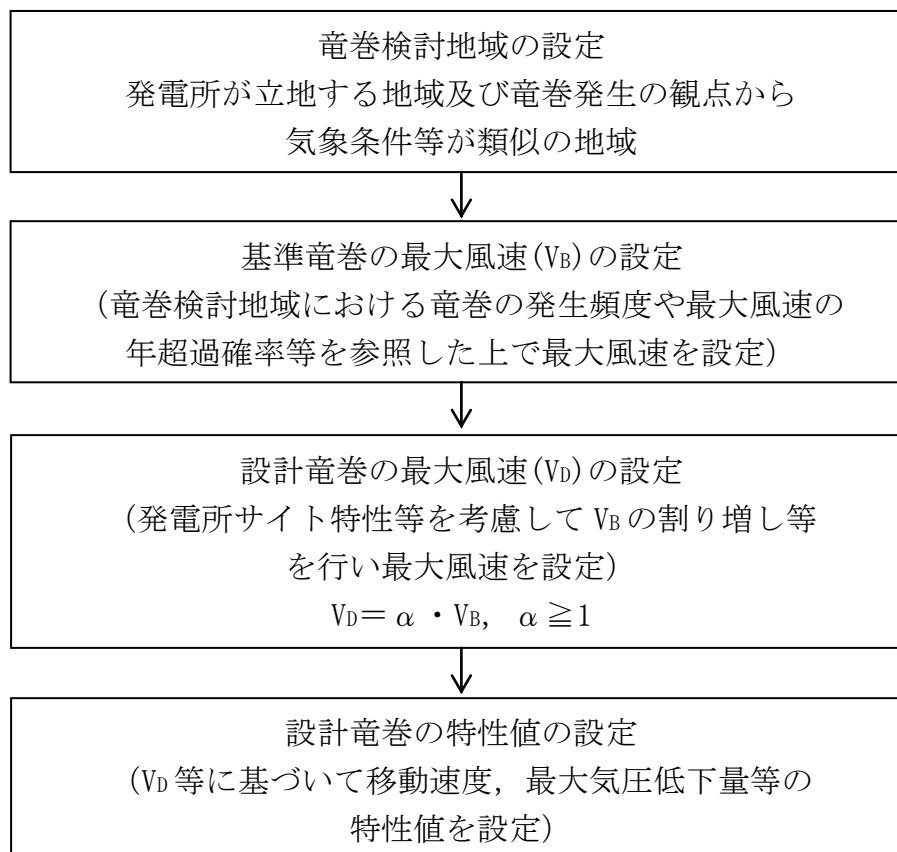 竜巻検討地域の設定
発電所が立地する地域及び竜巻発生の観点から
気象条件等が類似の地域
基準竜巻の最大風速(VB)の設定
(竜巻検討地域における竜巻の発生頻度や最大風速の
年超過確率等を参照した上で最大風速を設定)
設計竜巻の最大風速(VD)の設定
(発電所サイト特性等を考慮して VB の割り増し等
を行い最大風速を設定)
VD＝α・VB, α≧1
設計竜巻の特性値の設定
(VD 等に基づいて移動速度，最大気圧低下量等の
特性値を設定)